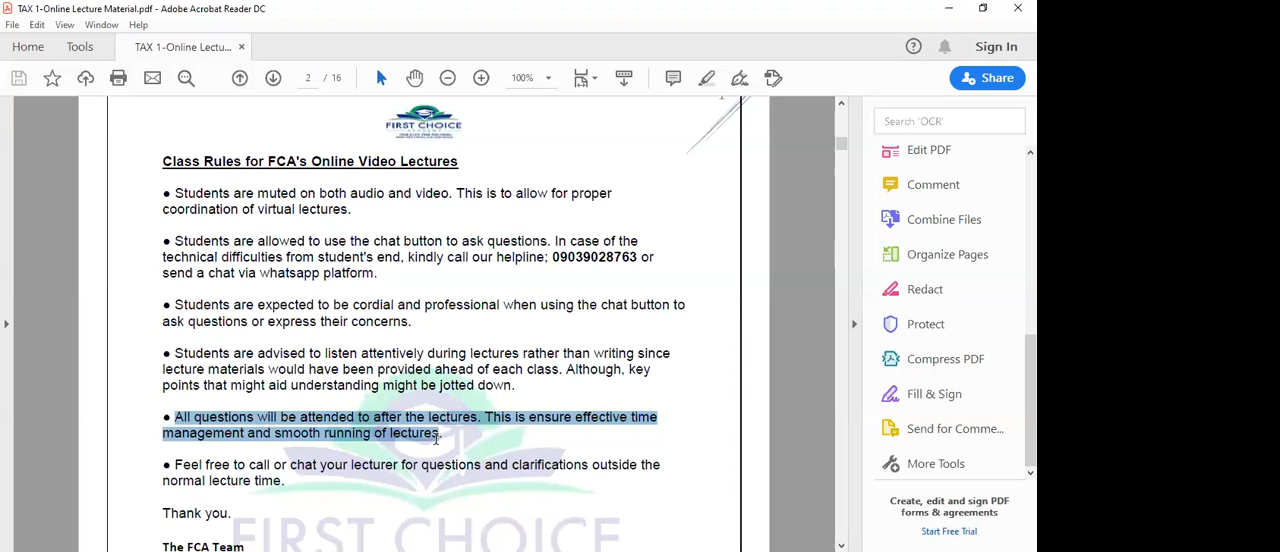 TAX 1-Online Lecture Material.pdf - Adobe Acrobat Reader DC
File Edit View Window Help
Home Tools TAX 1-Online Lectu... × Sign In
2 / 16 100% Share
FIRST CHOICE
Search 'OCR'
Class Rules for FCA's Online Video Lectures
Edit PDF
● Students are muted on both audio and video. This is to allow for proper
coordination of virtual lectures.
Comment
Combine Files
● Students are allowed to use the chat button to ask questions. In case of the
technical difficulties from student's end, kindly call our helpline; 09039028763 or
send a chat via whatsapp platform.
Organize Pages
Redact
● Students are expected to be cordial and professional when using the chat button to
ask questions or express their concerns.
Protect
● Students are advised to listen attentively during lectures rather than writing since
lecture materials would have been provided ahead of each class. Although, key
points that might aid understanding might be jotted down.
Compress PDF
Fill & Sign
● All questions will be attended to after the lectures. This is ensure effective time
management and smooth running of lectures.
Send for Comme...
● Feel free to call or chat your lecturer for questions and clarifications outside the
normal lecture time.
More Tools
Thank you.
Create, edit and sign PDF
forms & agreements
Start Free Trial
FIRST CHOICE
The FCA Team